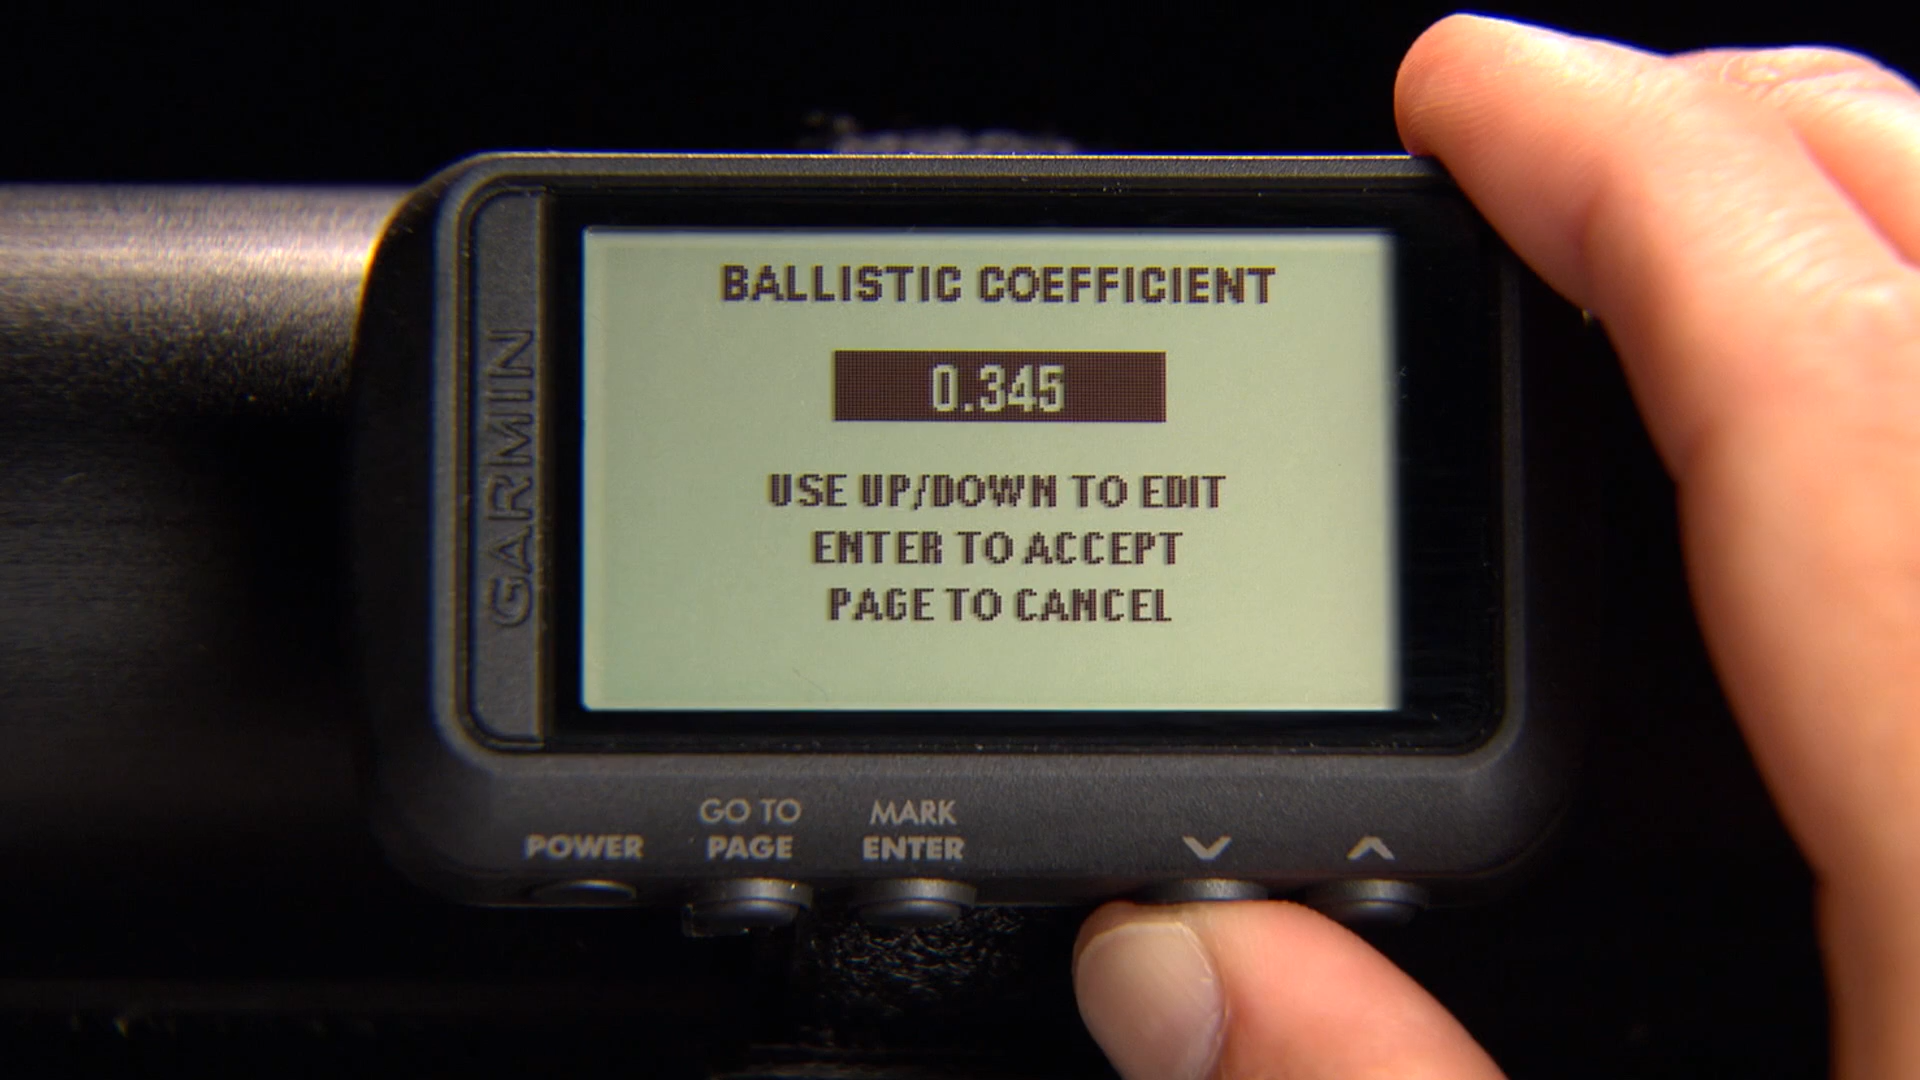 GARMIN
BALLISTIC COEFFICIENT
0.345
USE UP/DOWN TO EDIT
ENTER TO ACCEPT
PAGE TO CANCEL
GO TO
PAGE
MARK
ENTER
POWER